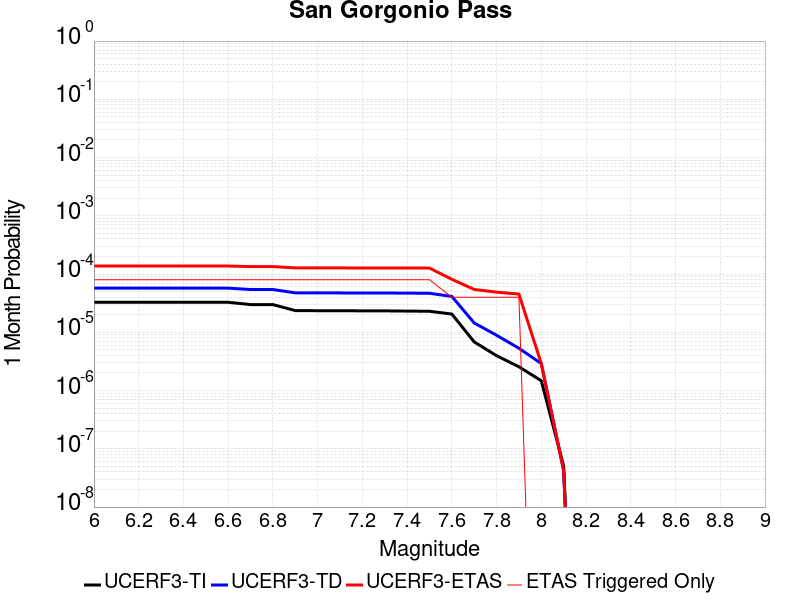 San Gorgonio Pass
10^0
10^-1
10^-2
10^-3
10^-4
10^-5
10^-6
10^-7
10^-8
1 Month Probability
6 6.2 6.4 6.6 6.8 7 7.2 7.4 7.6 7.8 8 8.2 8.4 8.6 8.8 9
Magnitude
UCERF3-TI UCERF3-TD UCERF3-ETAS ETAS Triggered Only